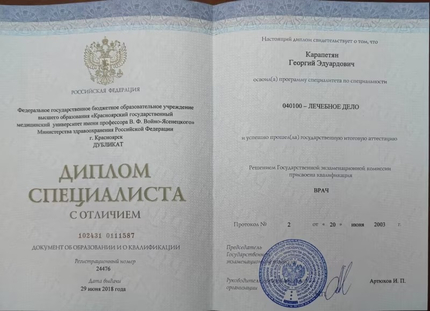 РОССИЙСКАЯ ФЕДЕРАЦИЯ
Федеральное государственное бюджетное образовательное учреждение
высшего образования «Красноярский государственный
медицинский университет имени профессора В. Ф. Войно-Ясенецкого»
Министерства здравоохранения Российской Федерации
г. Красноярск
ДУБЛИКАТ
ДИПЛОМ
СПЕЦИАЛИСТА
С ОТЛИЧИЕМ
102431 0111587
ДОКУМЕНТ ОБ ОБРАЗОВАНИИ И О КВАЛИФИКАЦИИ
Регистрационный номер
24476
Дата выдачи
29 июня 2018 года
Настоящий диплом свидетельствует о том, что
Карапетян
Георгий Эдуардович
освоил(а) программу специалитета по специальности
040100 – ЛЕЧЕБНОЕ ДЕЛО
и успешно прошел(ла) государственную итоговую аттестацию
Решением Государственной экзаменационной комиссии
присвоена квалификация
ВРАЧ
Протокол № 2 от « 20 » июня 2003 г.
Председатель
Государственной
экзаменационной
Руководитель
организации
Артюхов И. П.